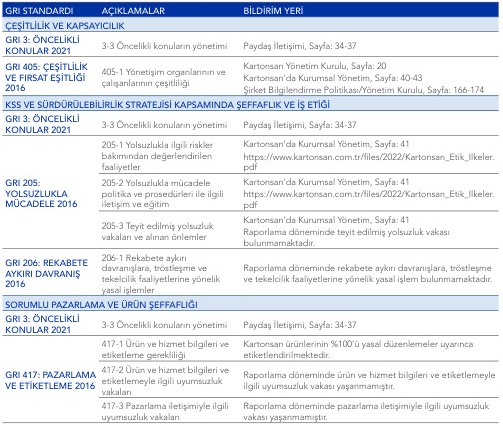 GRI STANDARDI AÇIKLAMALAR BİLDİRİM YERİ
ÇEŞİTLİLİK VE KAPSAYICILIK
GRI 3: ÖNCELİKLİ
KONULAR 2021
3-3 Öncelikli konuların yönetimi
Paydaş İletişimi, Sayfa: 34-37
GRI 405: ÇEŞİTLİLİK
VE FIRSAT EŞİTLİĞİ
2016
405-1 Yönetişim organlarının ve
çalışanlarının çeşitliliği
Kartonsan Yönetim Kurulu, Sayfa: 20
Kartonsan’da Kurumsal Yönetim, Sayfa: 40-43
Şirket Bilgilendirme Politikası/Yönetim Kurulu, Sayfa: 166-174
KSS VE SÜRDÜRÜLEBİLİRLİK STRATEJİSİ KAPSAMINDA ŞEFFAFLIK VE İŞ ETİĞİ
GRI 3: ÖNCELİKLİ
KONULAR 2021
3-3 Öncelikli konuların yönetimi
Paydaş İletişimi, Sayfa: 34-37
GRI 205:
YOLSUZLUKLA
MÜCADELE 2016
205-1 Yolsuzlukla ilgili riskler
bakımından değerlendirilen
faaliyetler
Kartonsan’da Kurumsal Yönetim, Sayfa: 41
https://www.kartonsan.com.tr/files/2022/Kartonsan_Etik_Ilkeler.
pdf
205-2 Yolsuzlukla mücadele
politika ve prosedürleri ile ilgili
iletişim ve eğitim
Kartonsan’da Kurumsal Yönetim, Sayfa: 41
https://www.kartonsan.com.tr/files/2022/Kartonsan_Etik_Ilkeler.
pdf
205-3 Teyit edilmiş yolsuzluk
vakaları ve alınan önlemler
Kartonsan’da Kurumsal Yönetim, Sayfa: 41
Raporlama döneminde teyit edilmiş yolsuzluk vakası
bulunmamaktadır.
GRI 206: REKABETE
AYKIRI DAVRANIŞ
2016
206-1 Rekabete aykırı
davranışlara, tröstleşme ve
tekelcilik faaliyetlerine yönelik
yasal işlemler
Raporlama döneminde rekabete aykırı davranışlara, tröstleşme
ve tekelcilik faaliyetlerine yönelik yasal işlem bulunmamaktadır.
SORUMLU PAZARLAMA VE ÜRÜN ŞEFFAFLIĞI
GRI 3: ÖNCELİKLİ
KONULAR 2021
3-3 Öncelikli konuların yönetimi
Paydaş İletişimi, Sayfa: 34-37
GRI 417: PAZARLAMA
VE ETİKETLEME 2016
417-1 Ürün ve hizmet bilgileri ve
etiketleme gerekliliği
Kartonsan ürünlerinin %100’ü yasal düzenlemeler uyarınca
etiketlendirilmektedir.
417-2 Ürün ve hizmet bilgileri ve
etiketlemeyle ilgili uyumsuzluk
vakaları
Raporlama döneminde ürün ve hizmet bilgileri ve etiketlemeyle
ilgili uyumsuzluk vakası yaşanmamıştır.
417-3 Pazarlama iletişimiyle ilgili
uyumsuzluk vakaları
Raporlama döneminde pazarlama iletişimiyle ilgili uyumsuzluk
vakası yaşanmamıştır.